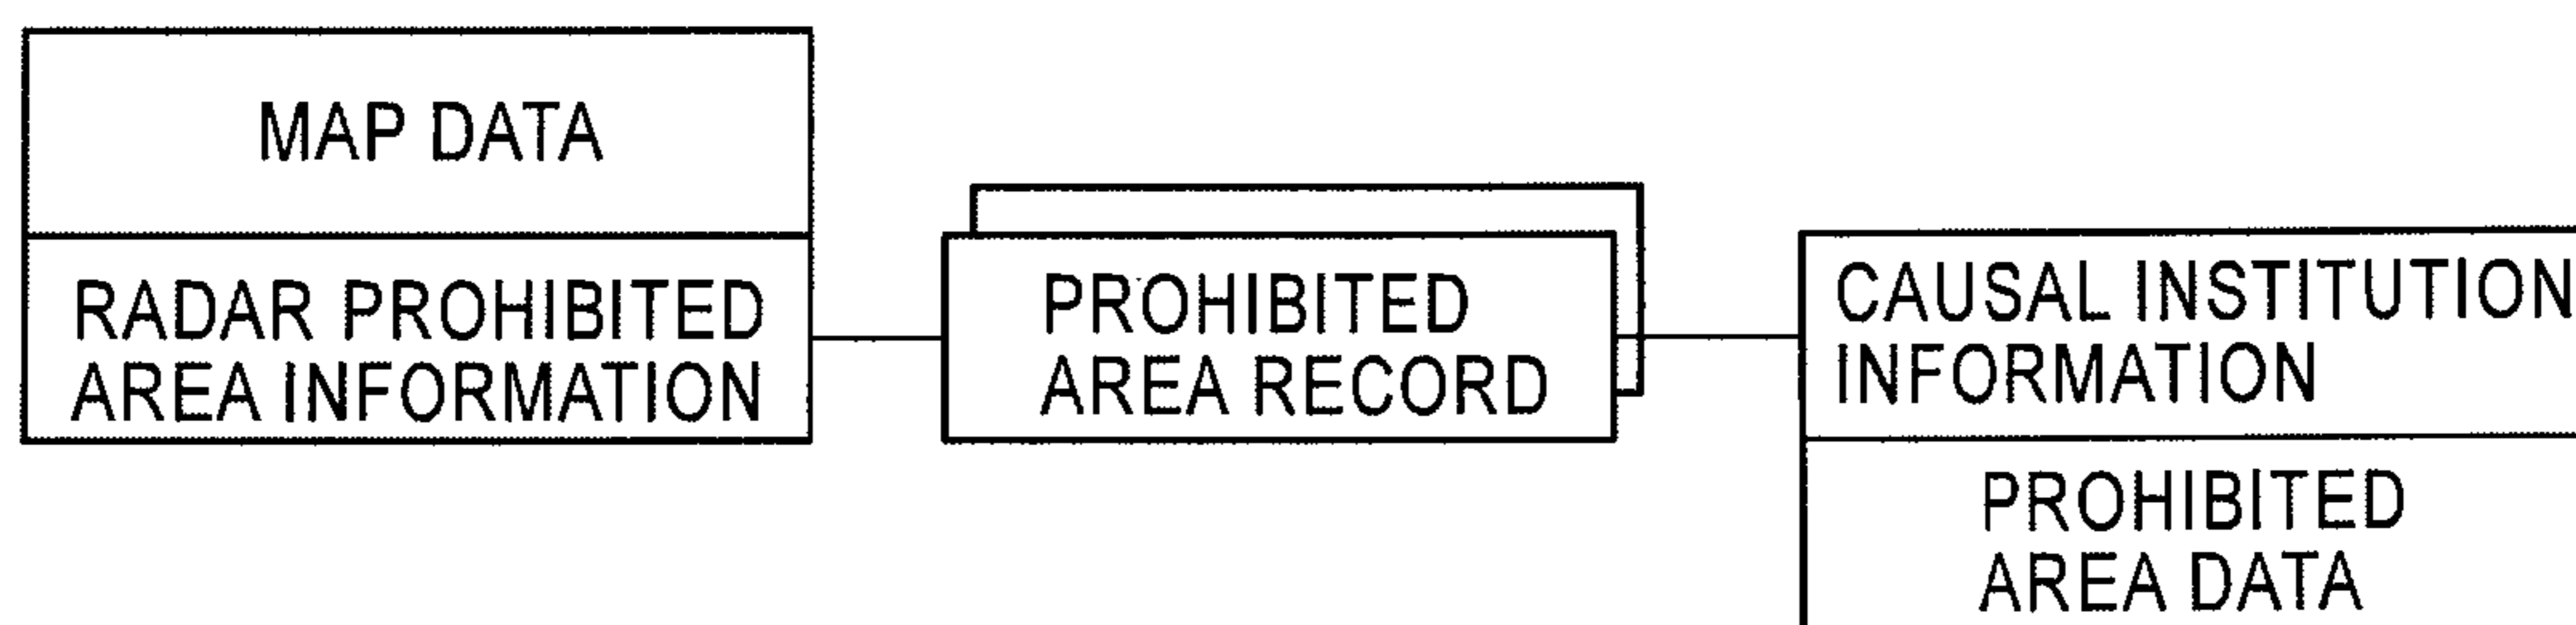 MAP DATA
RADAR PROHIBITED
AREA INFORMATION
PROHIBITED
AREA RECORD
CAUSAL INSTITUTION
INFORMATION
PROHIBITED
AREA DATA